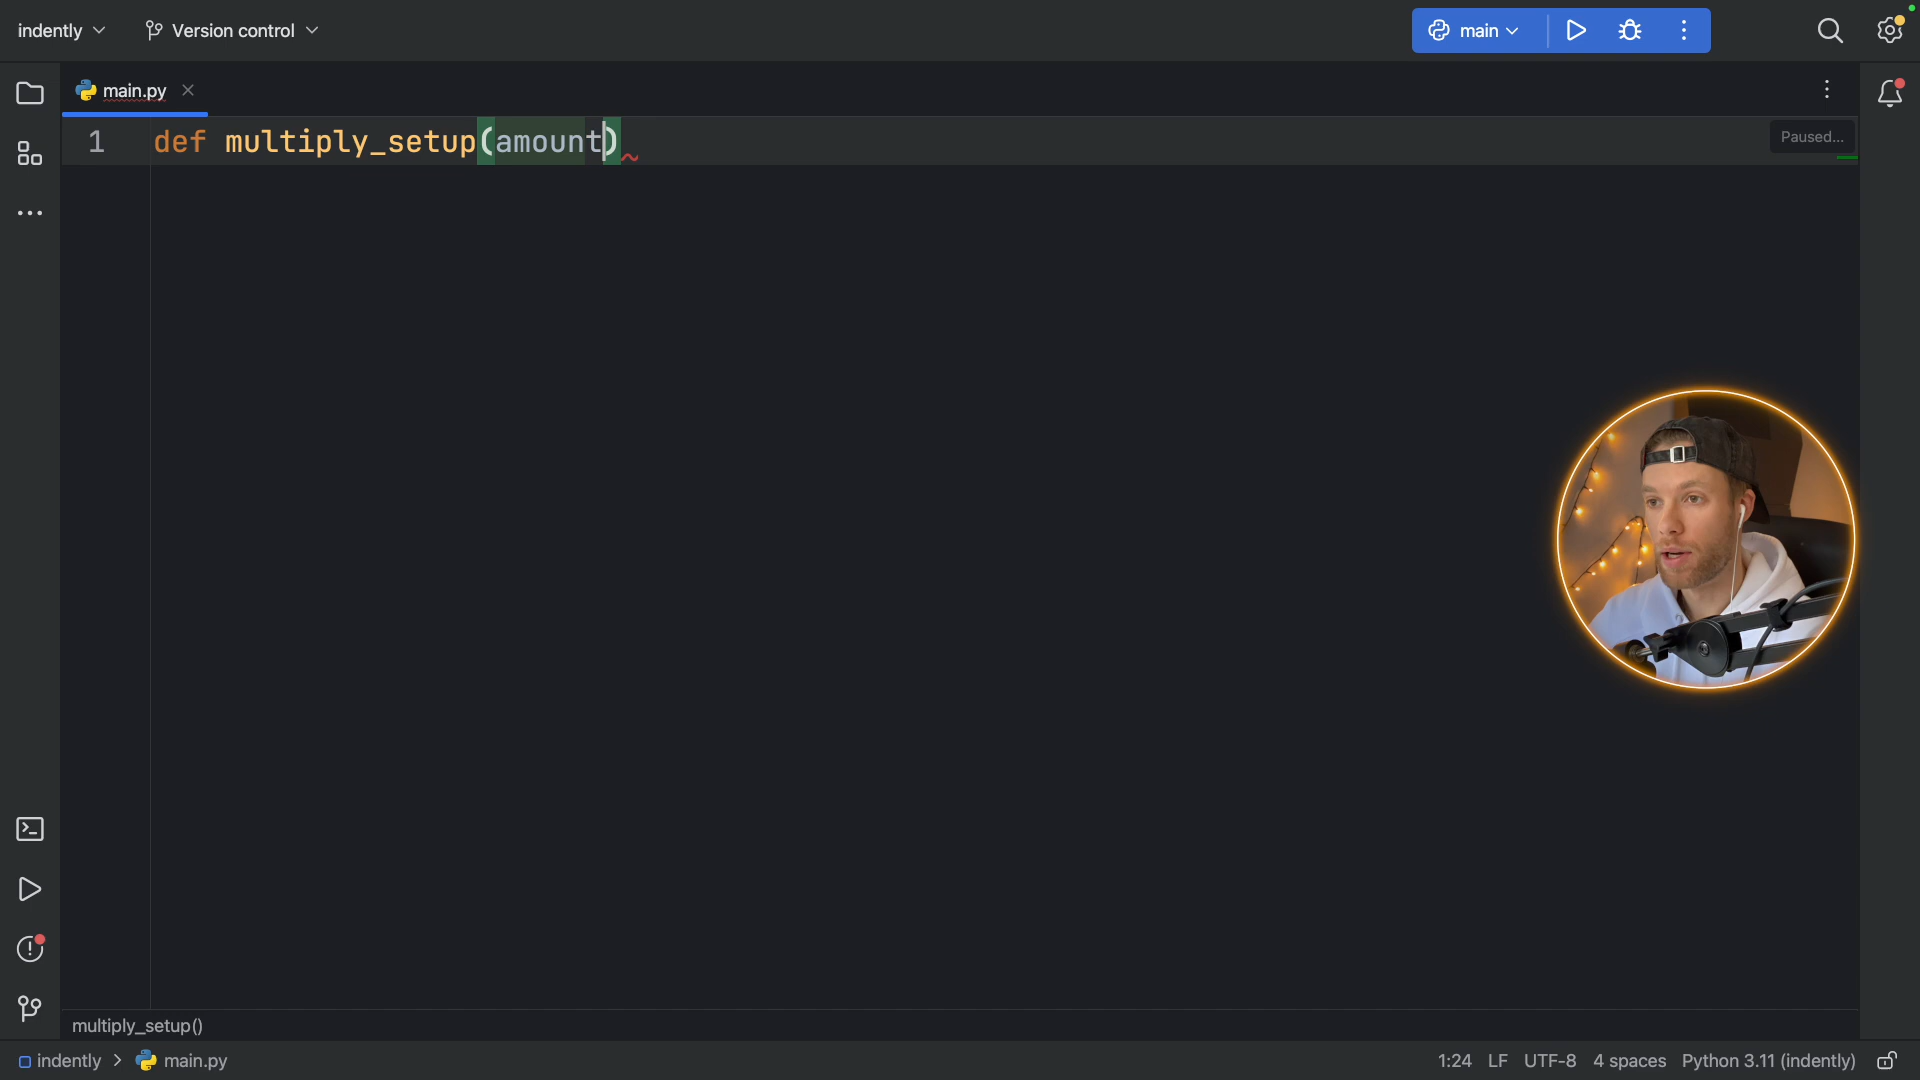 indently
Version control
main
main.py
1
def multiply_setup(amount)
Paused...
multiply_setup()
indently > main.py
1:24 LF UTF-8 4 spaces Python 3.11 (indently)